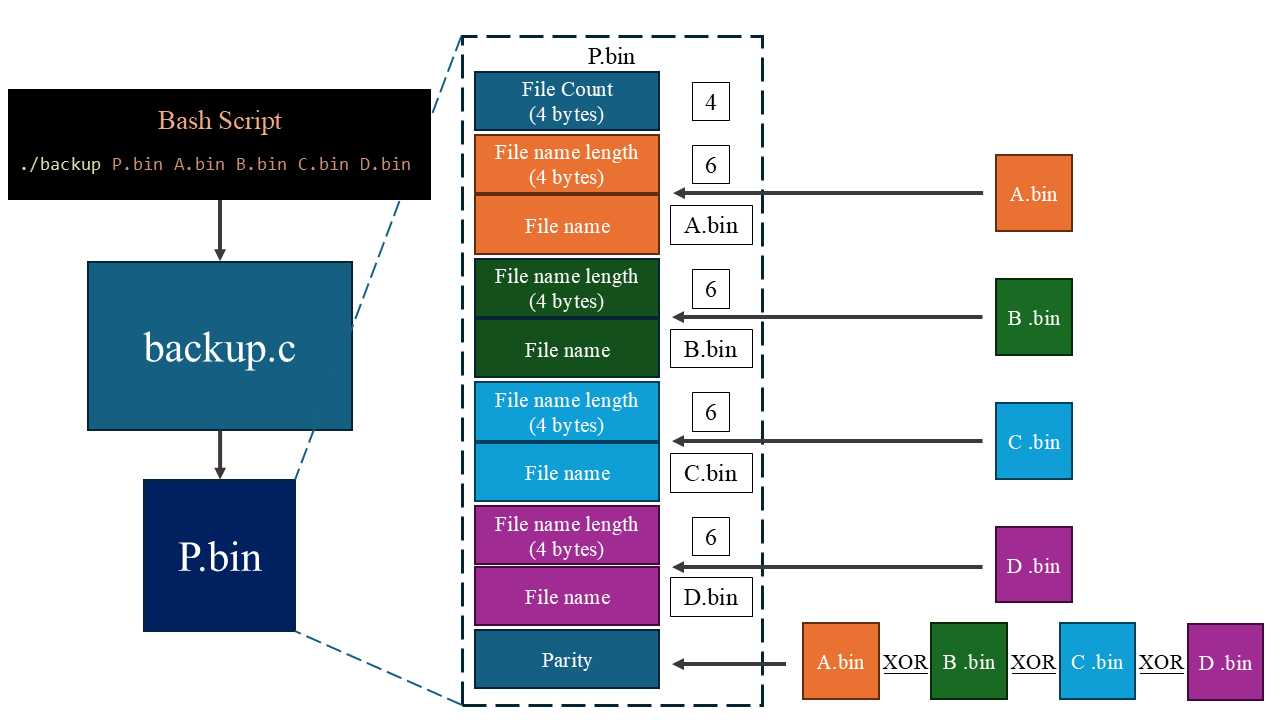 Bash Script
./backup P.bin A.bin B.bin C.bin D.bin
backup.c
P.bin
P.bin
File Count
(4 bytes)
4
File name length
(4 bytes)
6
File name
A.bin
A.bin
File name length
(4 bytes)
6
File name
B.bin
B .bin
File name length
(4 bytes)
6
File name
C.bin
C .bin
File name length
(4 bytes)
6
File name
D.bin
D .bin
Parity
A.bin XOR B .bin XOR C .bin XOR D .bin